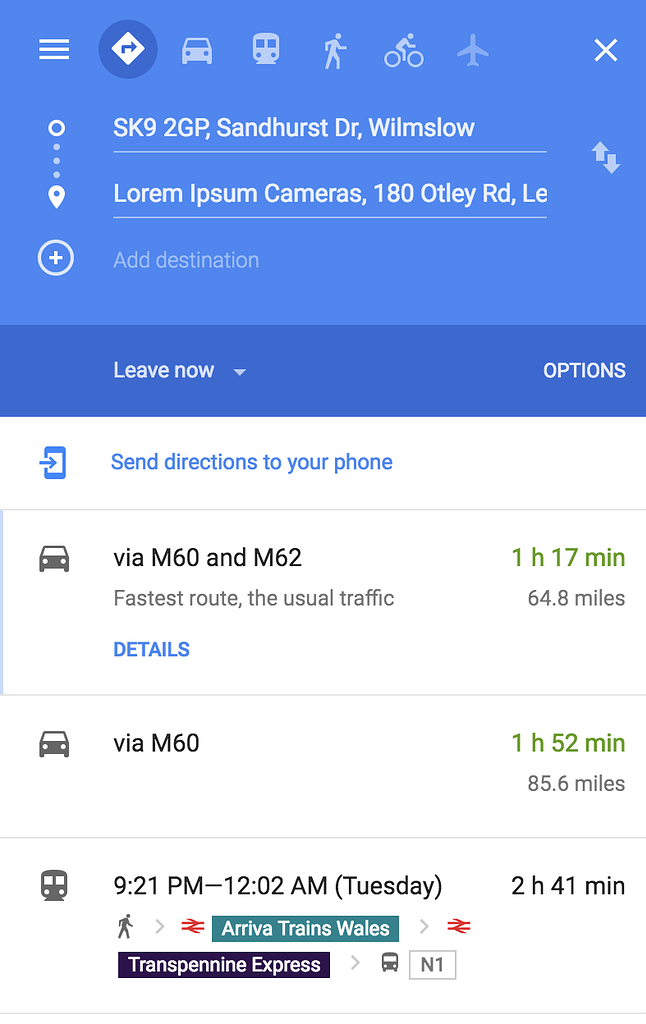 SK9 2GP, Sandhurst Dr, Wilmslow
Lorem Ipsum Cameras, 180 Otley Rd, Le
Add destination
Leave now
OPTIONS
Send directions to your phone
via M60 and M62
1 h 17 min
Fastest route, the usual traffic
64.8 miles
DETAILS
via M60
1 h 52 min
85.6 miles
9:21 PM—12:02 AM (Tuesday)
2 h 41 min
Arriva Trains Wales
Transpennine Express
N1